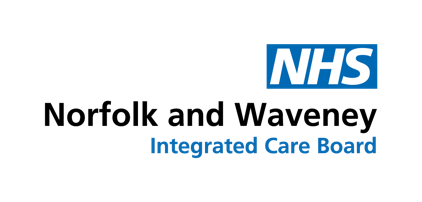 NHS
Norfolk and Waveney
Integrated Care Board